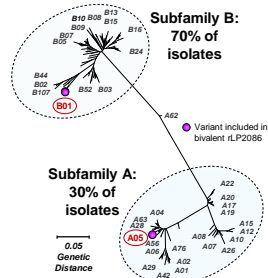 Subfamily B:
70% of
isolates
B10
B08
B13
B15
B09
B07
B05
B16
B24
B44
B02
B107
B52
B03
B01
A62
Variant included in
bivalent rLP2086
Subfamily A:
30% of
isolates
A22
A20
A17
A19
A15
A12
A10
A26
A07
A08
A04
A63
A28
A05
A56
A06
A76
A02
A01
A29
A42
0.05
Genetic
Distance